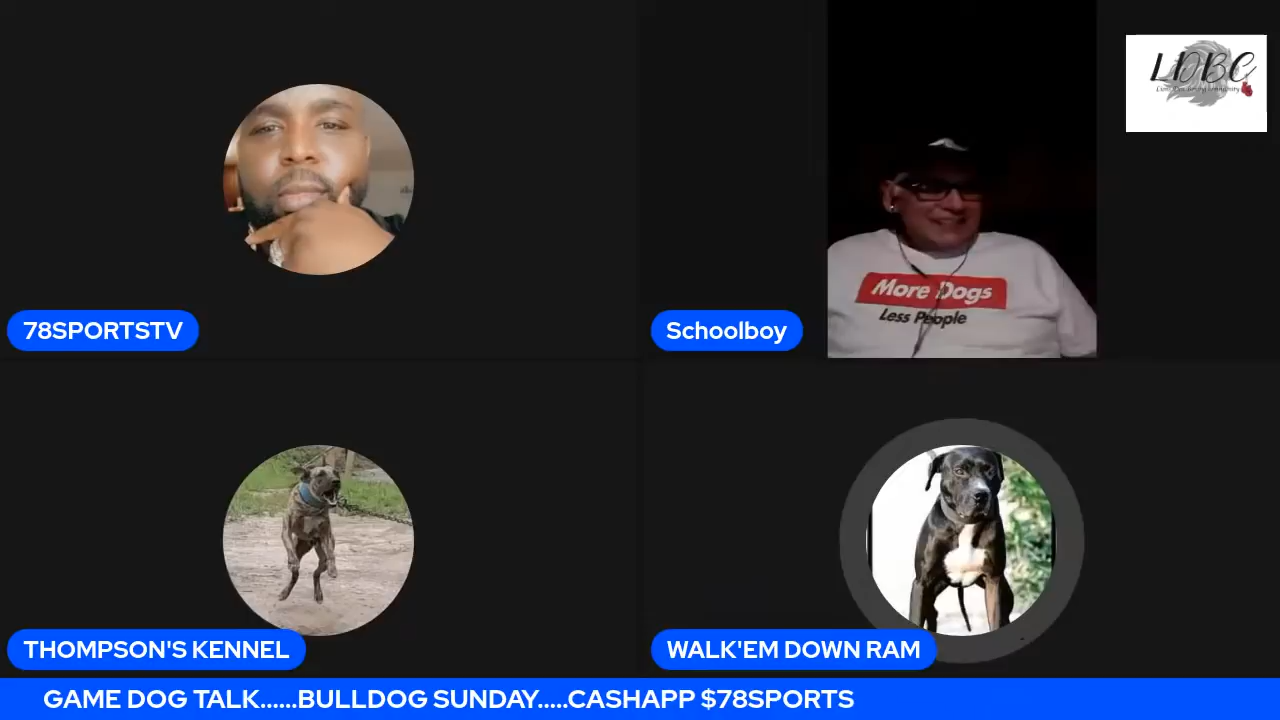 LDBC
78SPORTSTV
More Dogs
Less People
Schoolboy
THOMPSON'S KENNEL
WALK'EM DOWN RAM
GAME DOG TALK......BULLDOG SUNDAY.....CASHAPP $78SPORTS